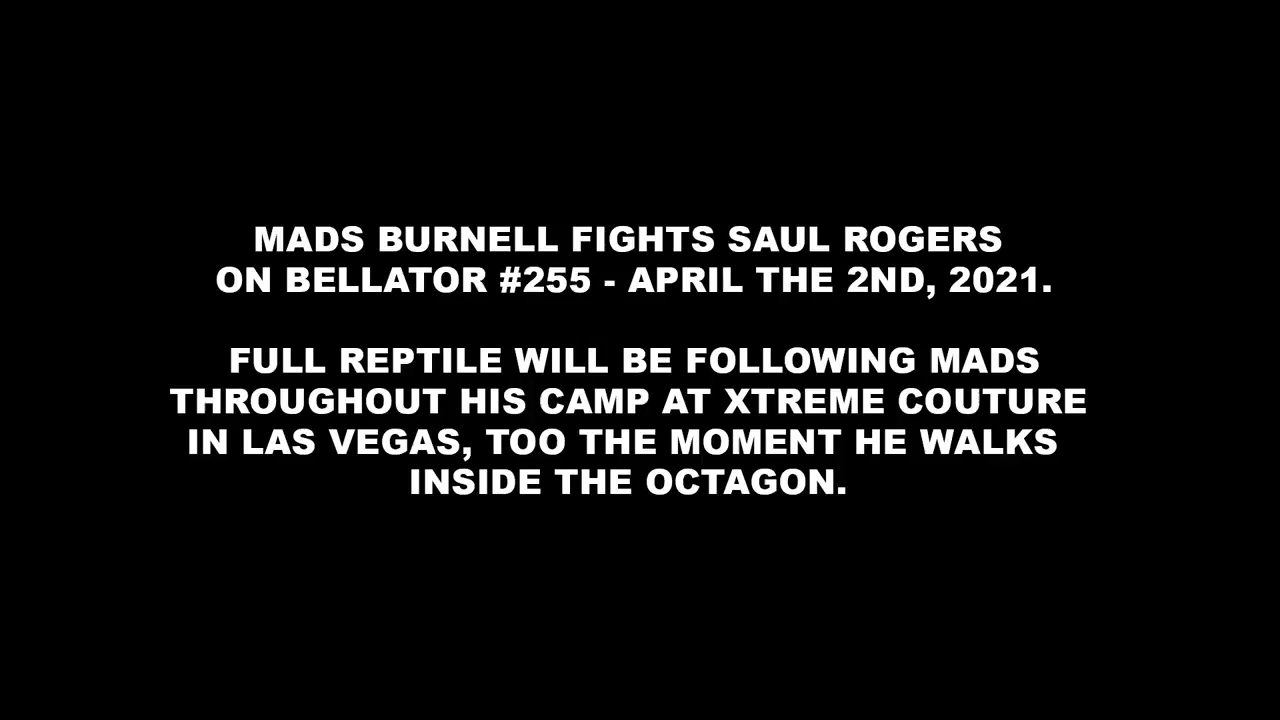 MADS BURNELL FIGHTS SAUL ROGERS
ON BELLATOR #255 - APRIL THE 2ND, 2021.
FULL REPTILE WILL BE FOLLOWING MADS
THROUGHOUT HIS CAMP AT XTREME COUTURE
IN LAS VEGAS, TOO THE MOMENT HE WALKS
INSIDE THE OCTAGON.